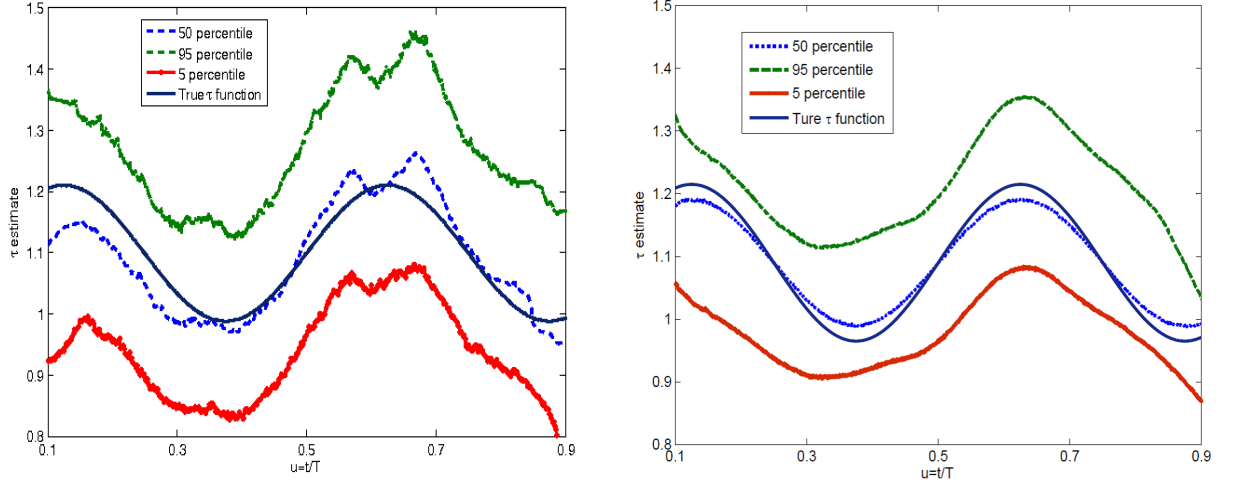 1.5
1.4
1.3
1.2
1.1
1
0.9
0.8
0.1
0.3
0.5
0.7
0.9
τ estimate
u=t/T
50 percentile
95 percentile
5 percentile
True τ function
1.5
1.4
1.3
1.2
1.1
1
0.9
0.8
0.1
0.3
0.5
0.7
0.9
τ estimate
u=t/T
50 percentile
95 percentile
5 percentile
Ture τ function